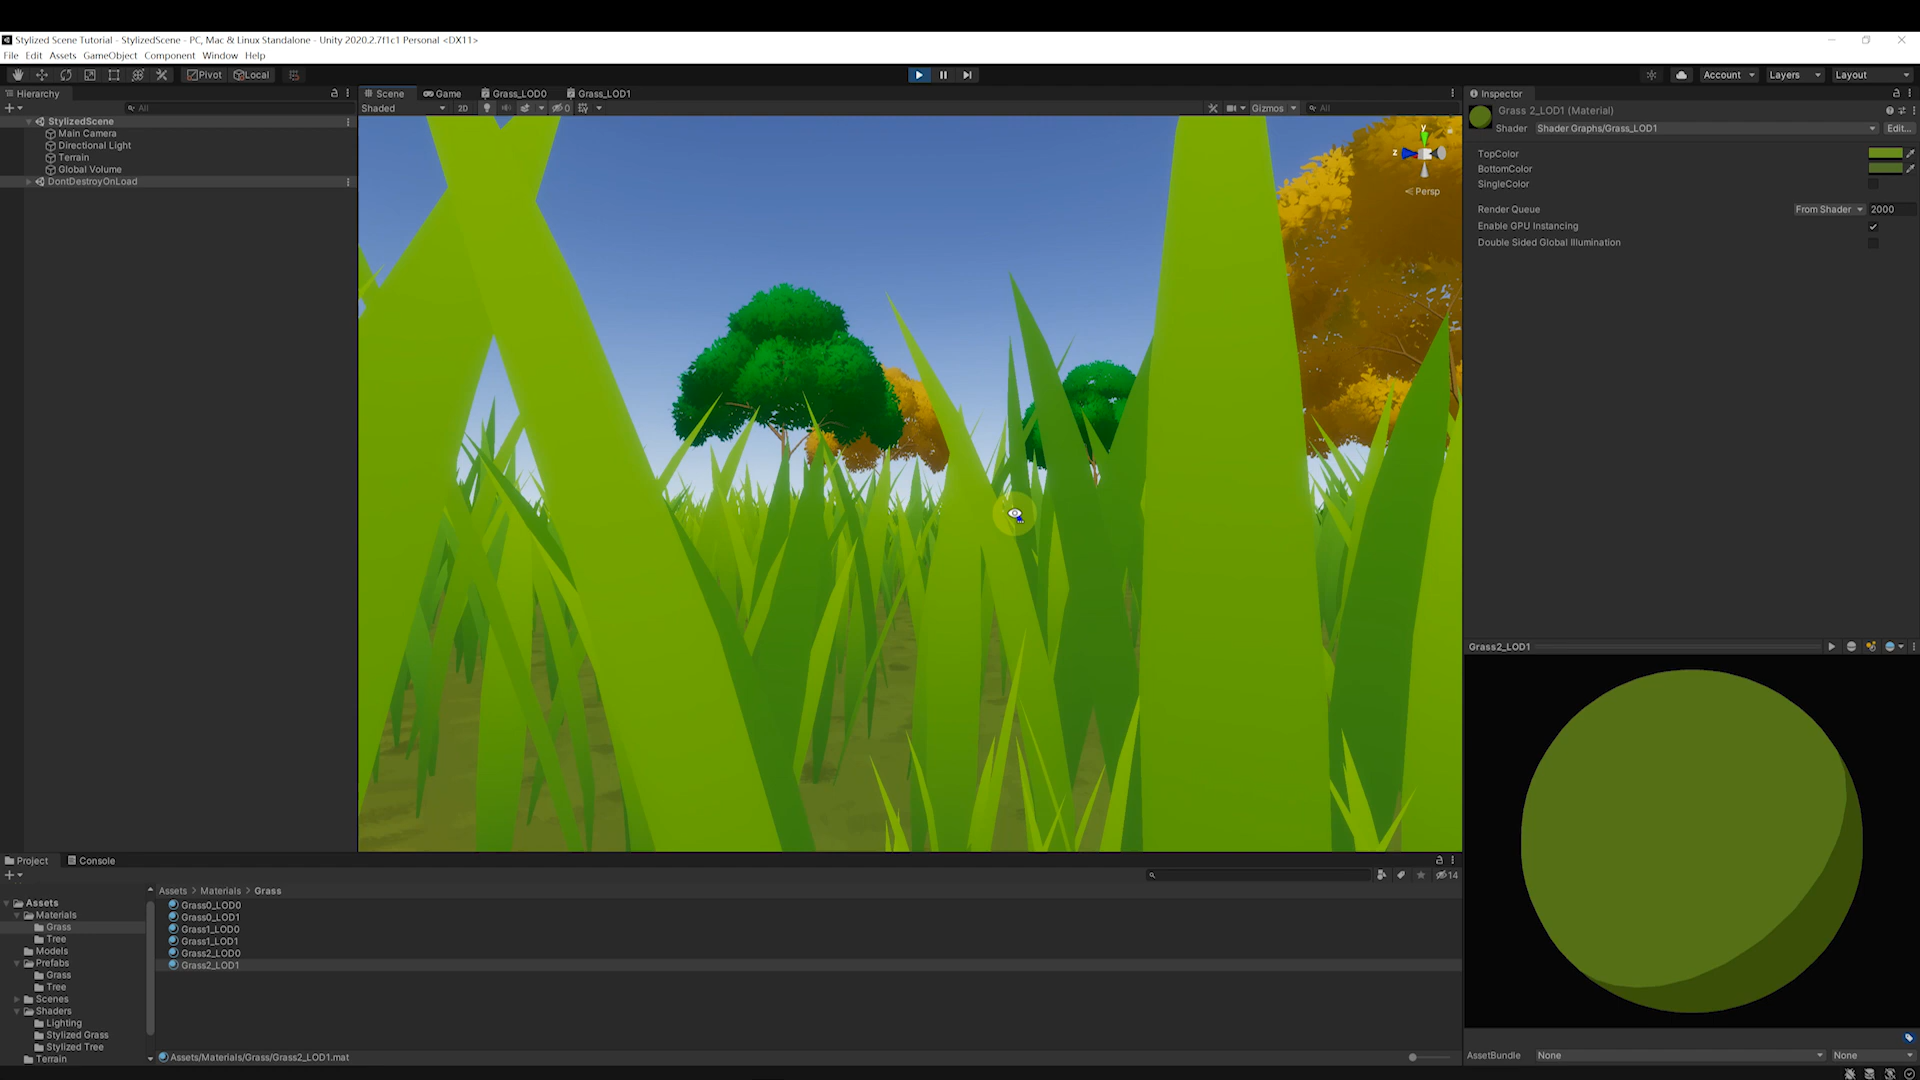 Stylized Scene Tutorial - StylizedScene - PC, Mac & Linux Standalone - Unity 2020.2.7f1c1 Personal <DX11>
File Edit Assets GameObject Component Window Help
Pivot Local Account Layers Layout
Hierarchy Scene Game Grass_LOD0 Grass_LOD1 Inspector
All Shaded 2D 0 Gizmos All
Grass 2_LOD1 (Material)
Shader Shader Graphs/Grass_LOD1 Edit...
StylizedScene
Main Camera
Directional Light
Terrain
Global Volume
DontDestroyOnLoad
y
z
Persp
TopColor
BottomColor
SingleColor
Render Queue From Shader 2000
Enable GPU Instancing
Double Sided Global Illumination
Grass2_LOD1
Project Console
14
Assets
Materials
Grass
Tree
Models
Prefabs
Grass
Tree
Scenes
Shaders
Lighting
Stylized Grass
Stylized Tree
Terrain
Assets > Materials > Grass
Grass0_LOD0
Grass0_LOD1
Grass1_LOD0
Grass1_LOD1
Grass2_LOD0
Grass2_LOD1
Assets/Materials/Grass/Grass2_LOD1.mat
AssetBundle None None